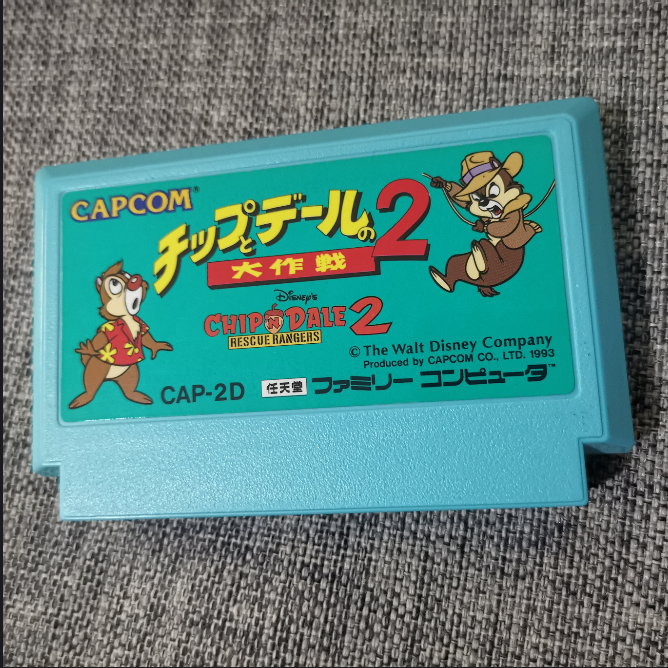 CAPCOM®
チップとデールの2
大作戦
Disney's
CHIP 'N DALE 2
RESCUE RANGERS
© The Walt Disney Company
Produced by CAPCOM CO., LTD. 1993
CAP-2D 任天堂 ファミリー コンピュータ™